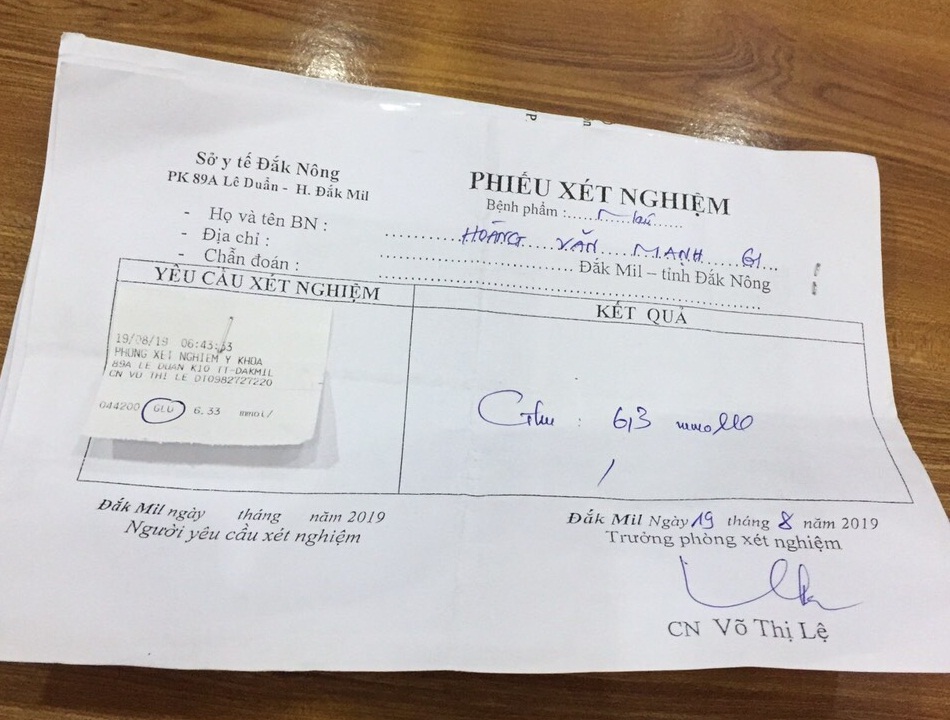 Sở y tế Đắk Nông
PK 89A Lê Duẩn - H. Đắk Mil
PHIẾU XÉT NGHIỆM
Bệnh phẩm :
- Họ và tên BN : HOÀNG VĂN MẠNH 61
- Địa chỉ : Đắk Mil – tỉnh Đắk Nông
- Chẩn đoán :
YÊU CẦU XÉT NGHIỆM
KẾT QUẢ
19/08/19 06:43:33
PHONG XET NGHIEM Y KHOA
89A LE DUAN K10 TT-DAKMIL
CN VO THI LE DT0982727220
044200 GLU 6.33 mmol/
Glu : 6,3 mmol/l
Đắk Mil ngày tháng năm 2019
Người yêu cầu xét nghiệm
Đắk Mil Ngày 19 tháng 8 năm 2019
Trưởng phòng xét nghiệm
CN Võ Thị Lệ